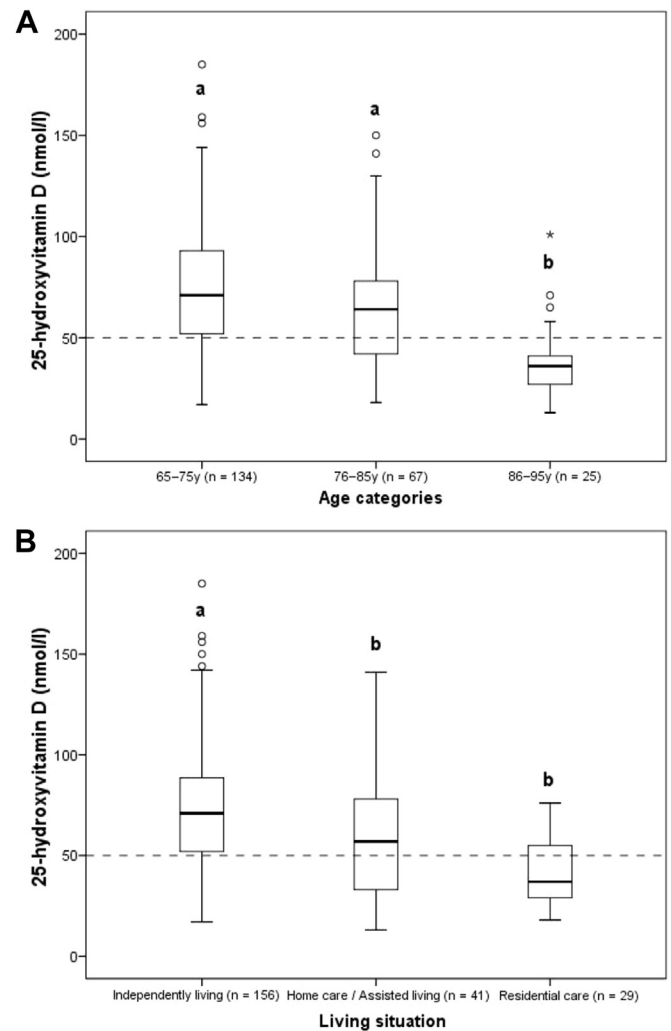 A
200
150
100
50
0
25-hydroxyvitamin D (nmol/l)
a
a
b
*
65–75y (n = 134) 76–85y (n = 67) 86–95y (n = 25)
Age categories
B
200
150
100
50
0
25-hydroxyvitamin D (nmol/l)
a
b
b
Independently living (n = 156) Home care / Assisted living (n = 41) Residential care (n = 29)
Living situation